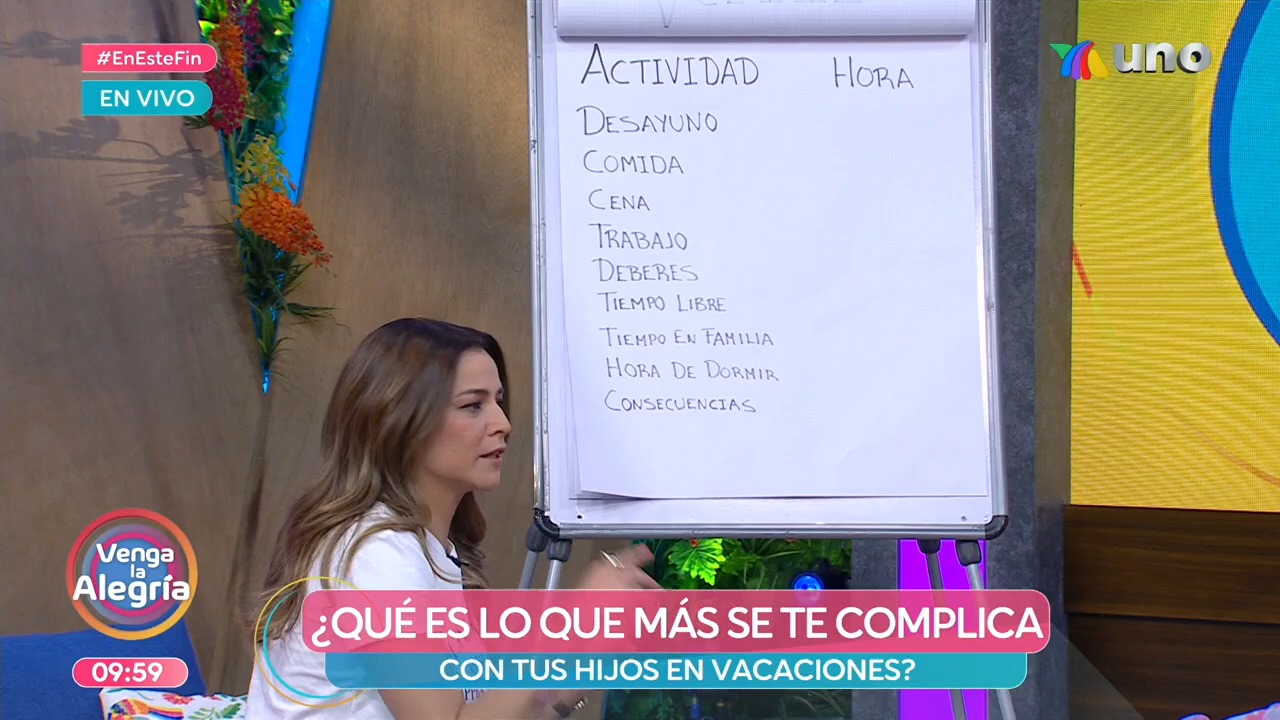 #EnEsteFin
EN VIVO
uno
ACTIVIDAD HORA
DESAYUNO
COMIDA
CENA
TRABAJO
DEBERES
TIEMPO LIBRE
TIEMPO EN FAMILIA
HORA DE DORMIR
CONSECUENCIAS
Venga
la
Alegría
¿QUÉ ES LO QUE MÁS SE TE COMPLICA
CON TUS HIJOS EN VACACIONES?
09:59